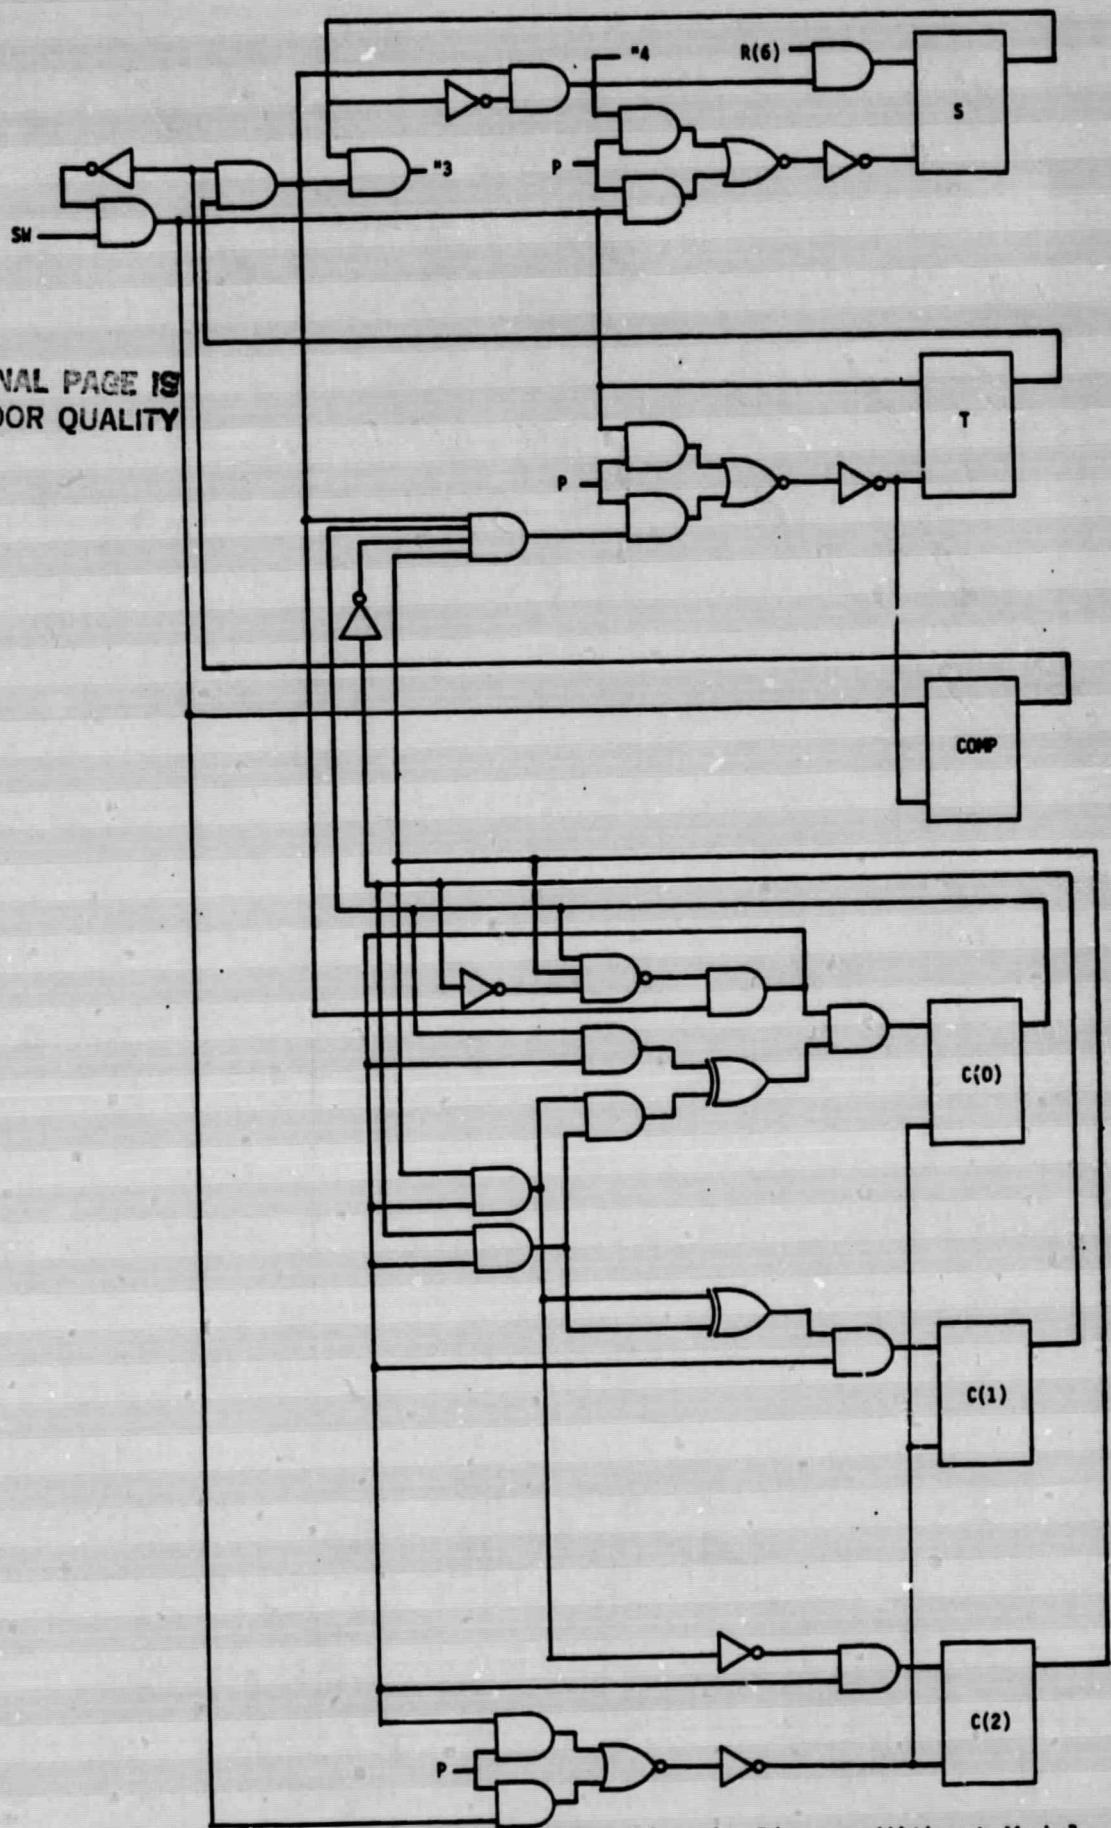 "4
R(6)
S
"3
P
SW
NAL PAGE IS
OOR QUALITY
T
P
COMP
C(0)
C(1)
C(2)
P